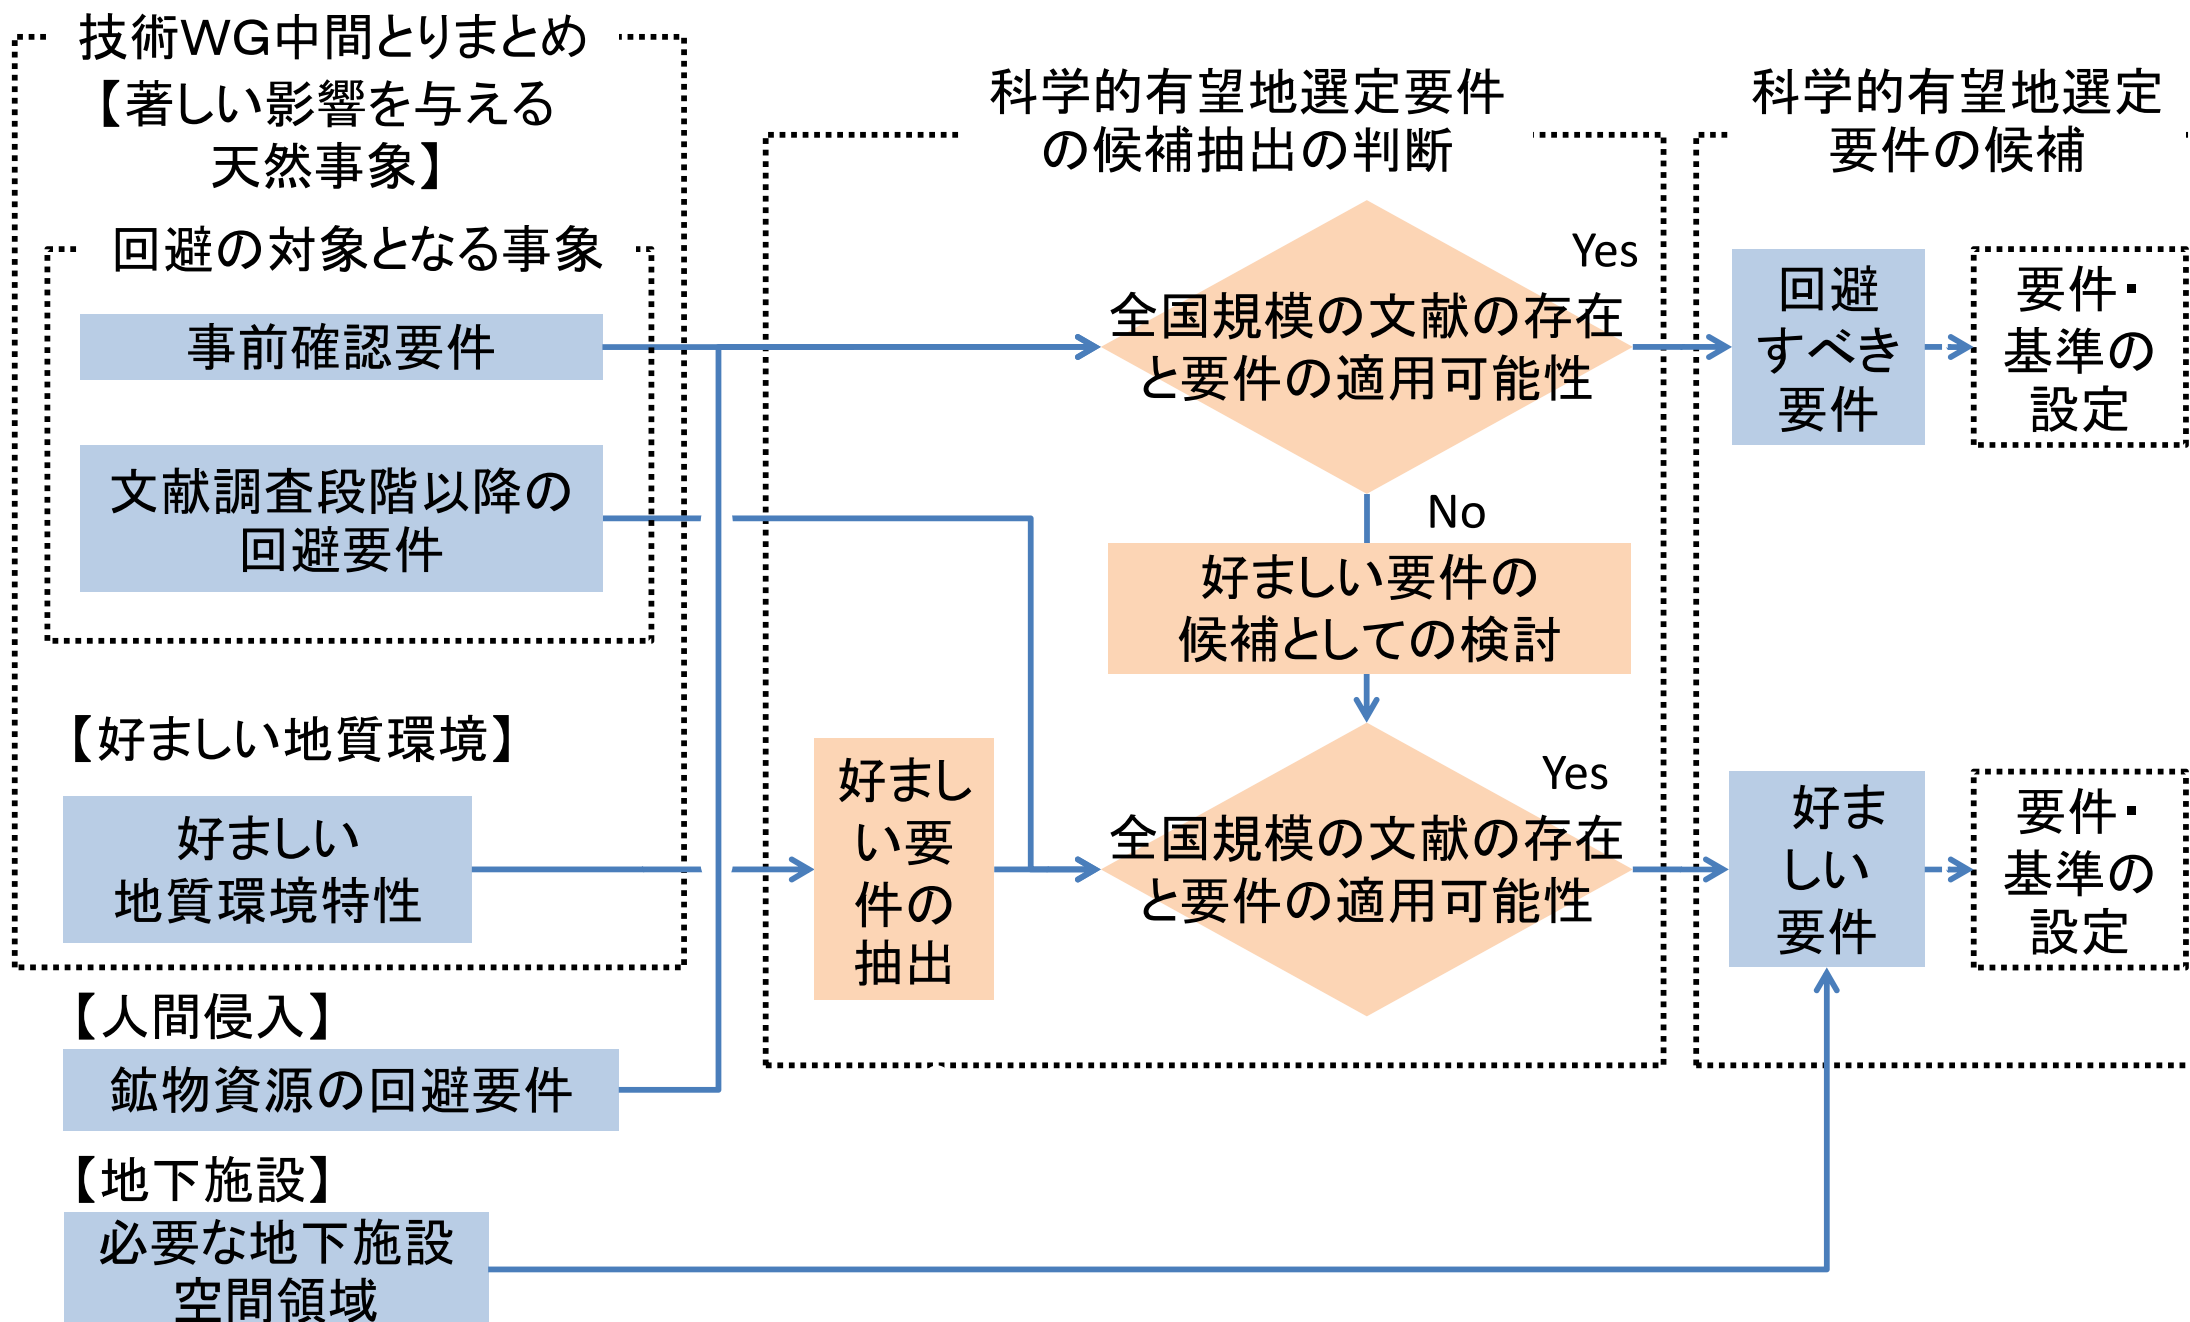 技術WG中間とりまとめ
【著しい影響を与える
天然事象】
回避の対象となる事象
事前確認要件
文献調査段階以降の
回避要件
【好ましい地質環境】
好ましい
地質環境特性
【人間侵入】
鉱物資源の回避要件
【地下施設】
必要な地下施設
空間領域
科学的有望地選定要件
の候補抽出の判断
全国規模の文献の存在
と要件の適用可能性
Yes
No
好ましい要件の
候補としての検討
好まし
い要
件の
抽出
全国規模の文献の存在
と要件の適用可能性
Yes
科学的有望地選定
要件の候補
回避
すべき
要件
要件・
基準の
設定
好ま
しい
要件
要件・
基準の
設定